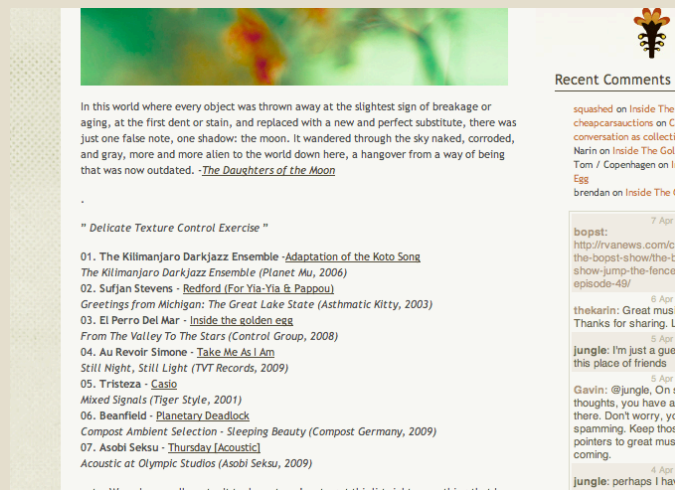 In this world where every object was thrown away at the slightest sign of breakage or
aging, at the first dent or stain, and replaced with a new and perfect substitute, there was
just one false note, one shadow: the moon. It wandered through the sky naked, corroded,
and gray, more and more alien to the world down here, a hangover from a way of being
that was now outdated. -The Daughters of the Moon
.
" Delicate Texture Control Exercise "
01. The Kilimanjaro Darkjazz Ensemble -Adaptation of the Koto Song
The Kilimanjaro Darkjazz Ensemble (Planet Mu, 2006)
02. Sufjan Stevens - Redford (For Yia-Yia & Pappou)
Greetings from Michigan: The Great Lake State (Asthmatic Kitty, 2003)
03. El Perro Del Mar - Inside the golden egg
From The Valley To The Stars (Control Group, 2008)
04. Au Revoir Simone - Take Me As I Am
Still Night, Still Light (TVT Records, 2009)
05. Tristeza - Casio
Mixed Signals (Tiger Style, 2001)
06. Beanfield - Planetary Deadlock
Compost Ambient Selection - Sleeping Beauty (Compost Germany, 2009)
07. Asobi Seksu - Thursday [Acoustic]
Acoustic at Olympic Studios (Asobi Seksu, 2009)
Recent Comments
squashed on Inside The
cheapcarsauctions on C
conversation as collecti
Narin on Inside The Gol
Tom / Copenhagen on I
Egg
brendan on Inside The
7 Apr
bopst:
http://rvanews.com/c
the-bopst-show/the-b
show-jump-the-fence
episode-49/
6 Apr
thekarin: Great musi
Thanks for sharing. L
5 Apr
jungle: I'm just a gue
this place of friends
5 Apr
Gavin: @jungle, On s
thoughts, you have a
there. Don't worry, yo
spamming. Keep thos
pointers to great mus
coming.
4 Apr
jungle: perhaps I hav